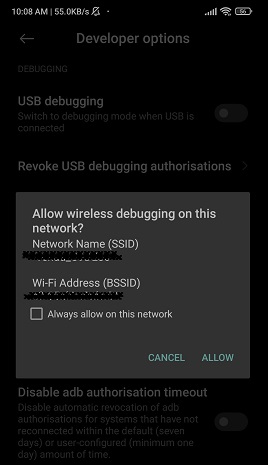 10:08 AM | 55.0KB/s
56
Developer options
DEBUGGING
USB debugging
Switch to debugging mode when USB is
connected
Revoke USB debugging authorisations
Allow wireless debugging on this
network?
Network Name (SSID)
Wi-Fi Address (BSSID)
Always allow on this network
CANCEL
ALLOW
Disable adb authorisation timeout
Disable automatic revocation of adb
authorisations for systems that have not
reconnected within the default (seven
days) or user-configured (minimum one
day) amount of time.